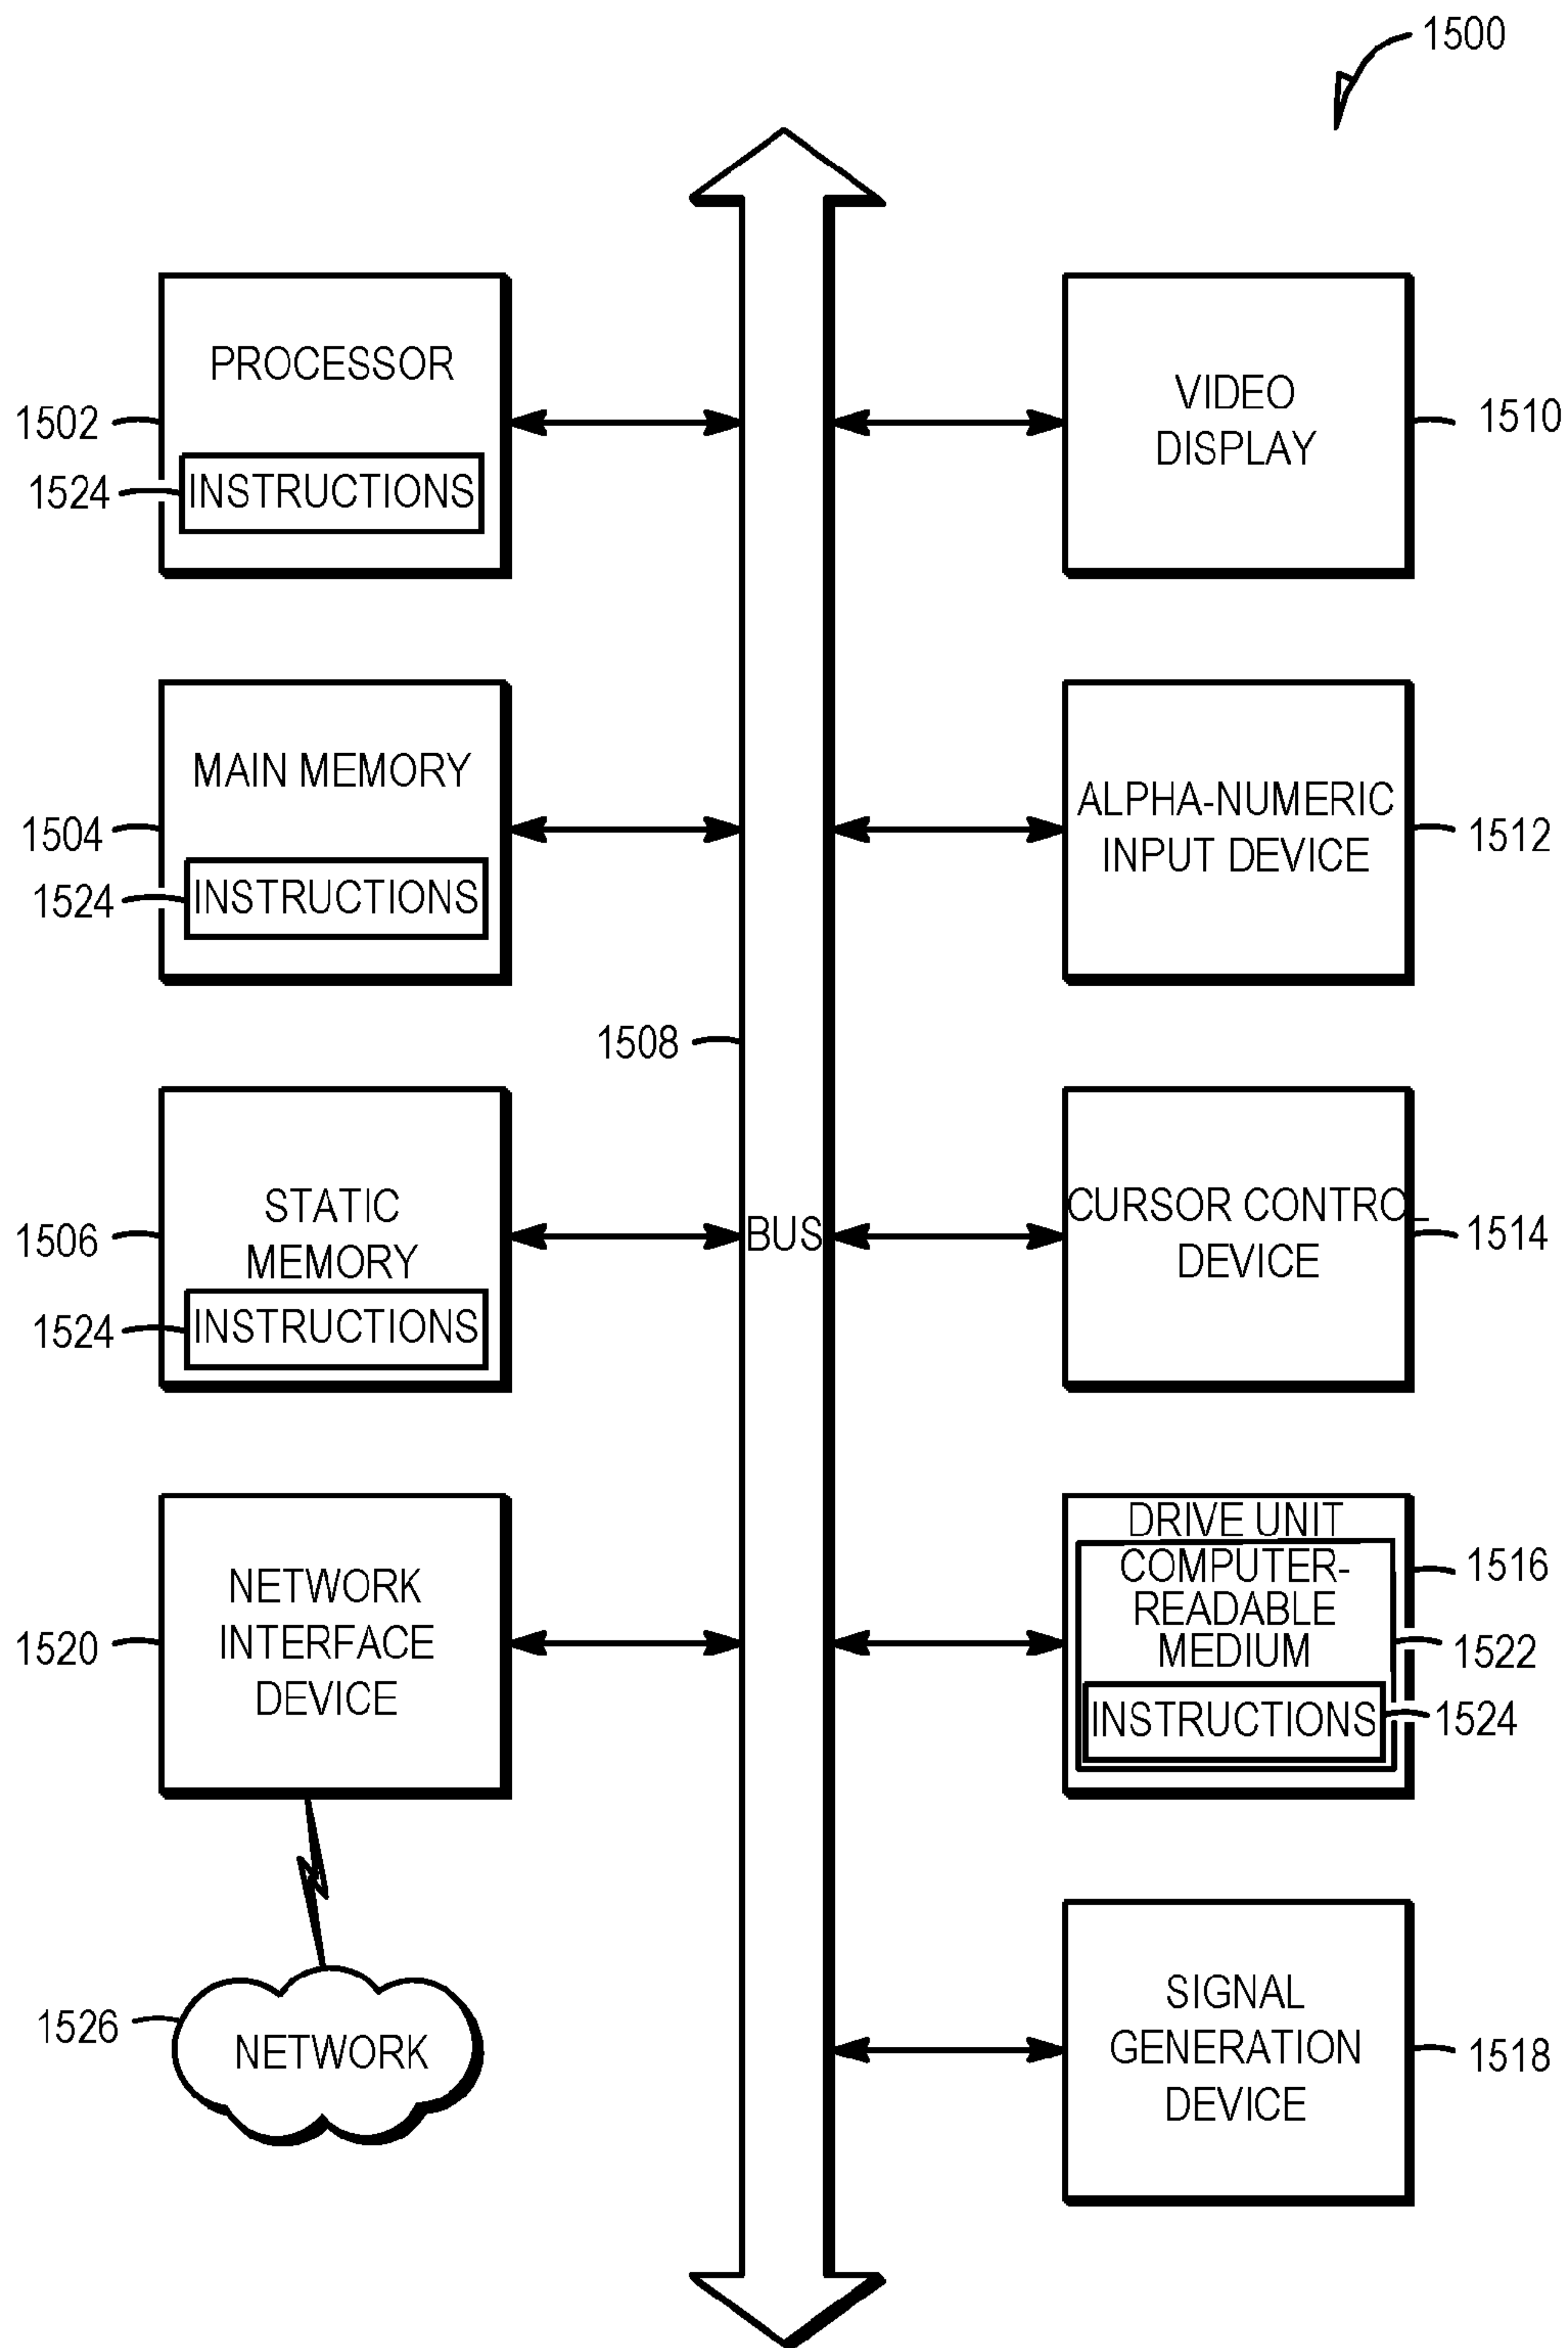 1500
PROCESSOR
1502
1524
INSTRUCTIONS
VIDEO
DISPLAY
1510
MAIN MEMORY
1504
1524
INSTRUCTIONS
ALPHA-NUMERIC
INPUT DEVICE
1512
1508
STATIC
MEMORY
1506
1524
INSTRUCTIONS
BUS
CURSOR CONTROL
DEVICE
1514
NETWORK
INTERFACE
DEVICE
1520
DRIVE UNIT
COMPUTER-
READABLE
MEDIUM
INSTRUCTIONS
1516
1522
1524
1526
NETWORK
SIGNAL
GENERATION
DEVICE
1518